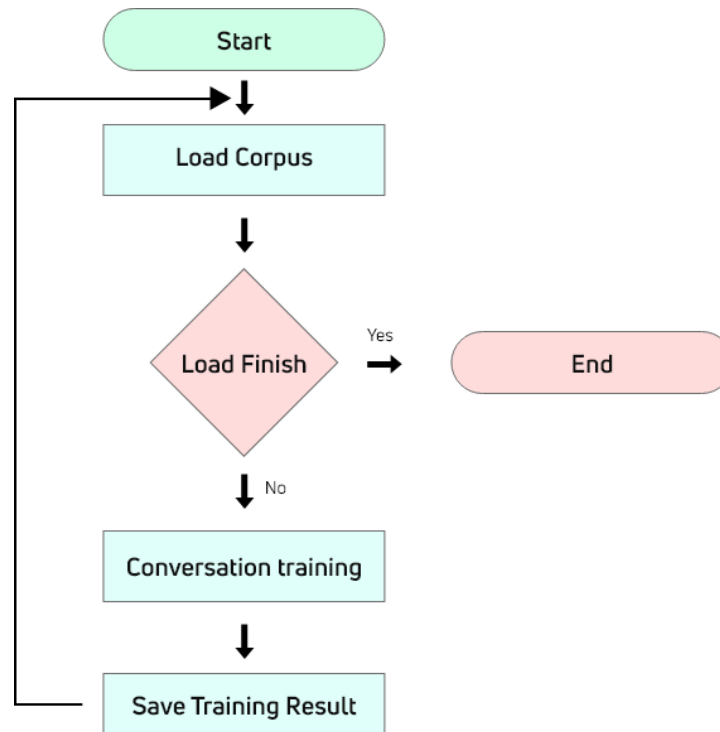 Start
Load Corpus
Load Finish
Yes
End
No
Conversation training
Save Training Result